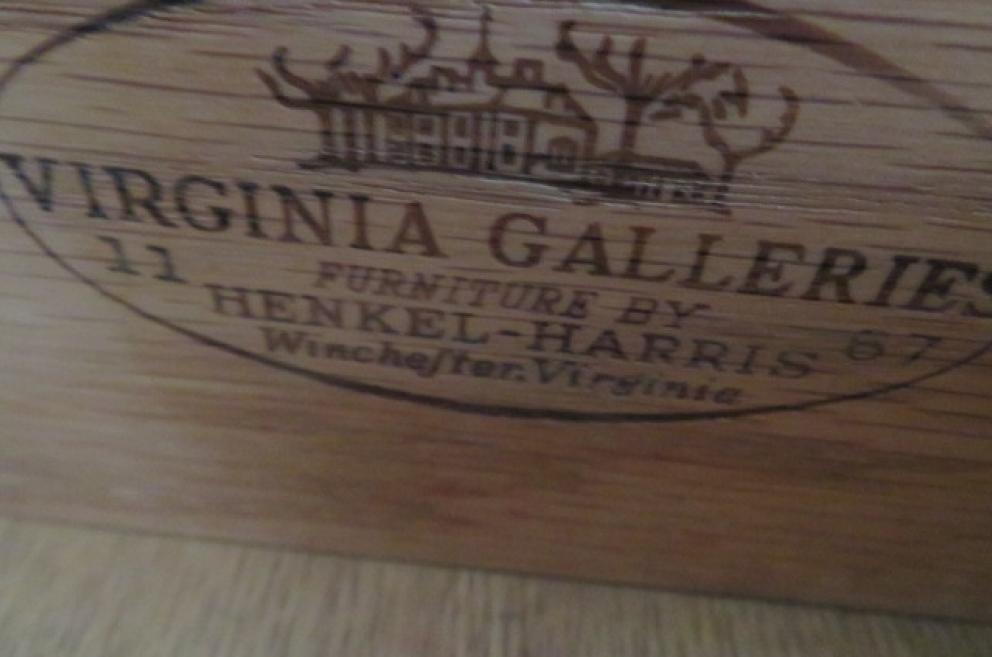 VIRGINIA GALLERIES
11 FURNITURE BY 67
HENKEL-HARRIS
Wincheſter, Virginia